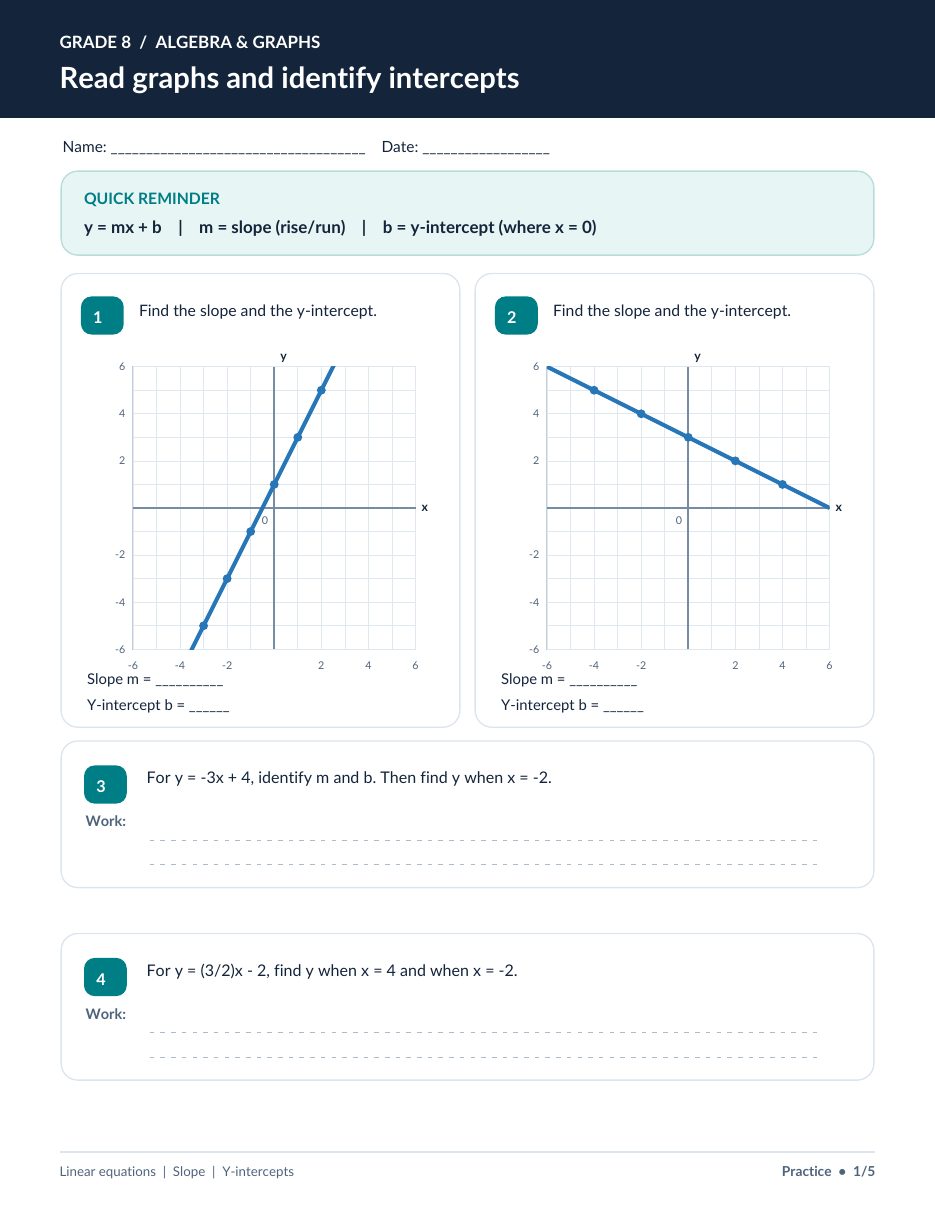 GRADE 8 / ALGEBRA & GRAPHS
Read graphs and identify intercepts
Name: __________________________________ Date: _________________
QUICK REMINDER
y = mx + b | m = slope (rise/run) | b = y-intercept (where x = 0)
1 Find the slope and the y-intercept.
y
6
4
2
x
0
-2
-4
-6
-6 -4 -2 2 4 6
Slope m = __________
Y-intercept b = ______
2 Find the slope and the y-intercept.
y
6
4
2
x
0
-2
-4
-6
-6 -4 -2 2 4 6
Slope m = __________
Y-intercept b = ______
3 For y = -3x + 4, identify m and b. Then find y when x = -2.
Work:
4 For y = (3/2)x - 2, find y when x = 4 and when x = -2.
Work:
Linear equations | Slope | Y-intercepts
Practice • 1/5